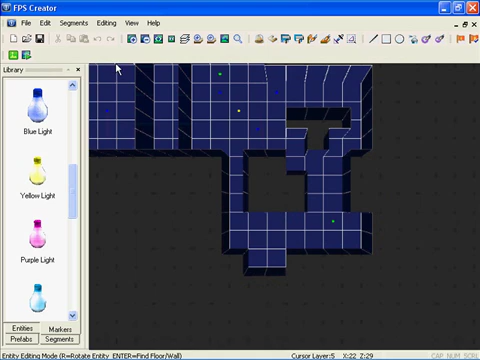 FPS Creator
File Edit Segments Editing View Help
Library
Blue Light
Yellow Light
Purple Light
Entities Markers
Prefabs Segments
Entity Editing Mode (R=Rotate Entity ENTER=Find Floor/Wall) Cursor Layer:5 X:22 Z:29 CAP NUM SCRL